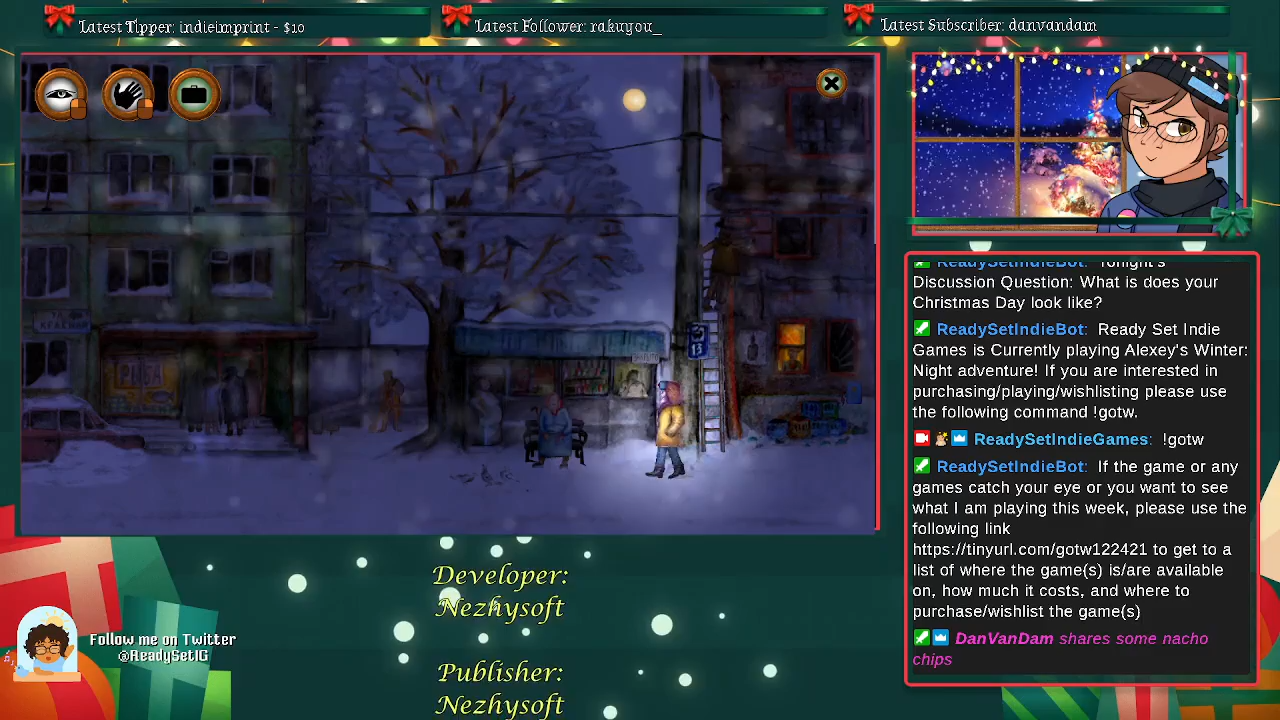 Latest Tipper: indieimprint - $10
Latest Follower: rakuyou_
Latest Subscriber: danvandam
13
ReadySetIndieBot: Tonight's
Discussion Question: What is does your
Christmas Day look like?
ReadySetIndieBot: Ready Set Indie
Games is Currently playing Alexey's Winter:
Night adventure! If you are interested in
purchasing/playing/wishlisting please use
the following command !gotw.
ReadySetIndieGames: !gotw
ReadySetIndieBot: If the game or any
games catch your eye or you want to see
what I am playing this week, please use the
following link
https://tinyurl.com/gotw122421 to get to a
list of where the game(s) is/are available
on, how much it costs, and where to
purchase/wishlist the game(s)
DanVanDam shares some nacho
chips
Developer:
Nezhysoft
Publisher:
Nezhysoft
Follow me on Twitter
@ReadySetIG